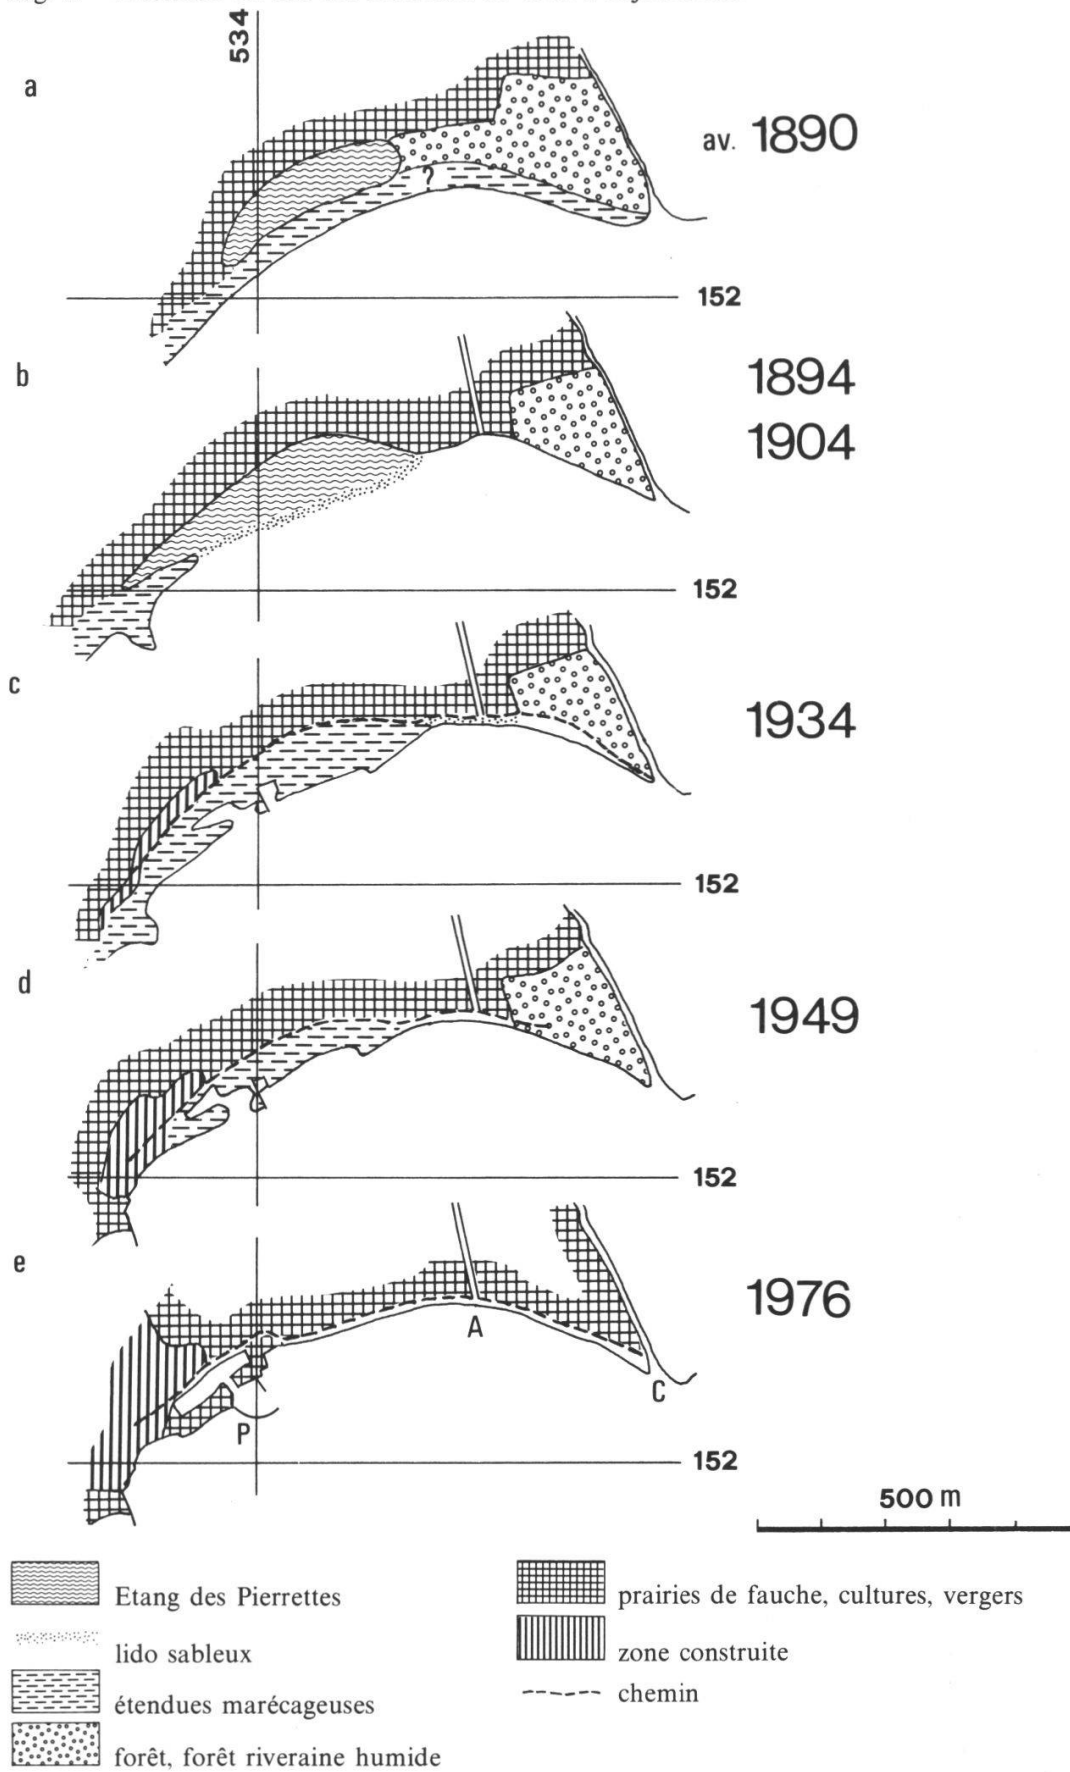 534
a
av. 1890
?
152
b
1894
1904
152
c
1934
152
d
1949
152
e
1976
A
C
P
152
500 m
Etang des Pierrettes
lido sableux
étendues marécageuses
forêt, forêt riveraine humide
prairies de fauche, cultures, vergers
zone construite
chemin